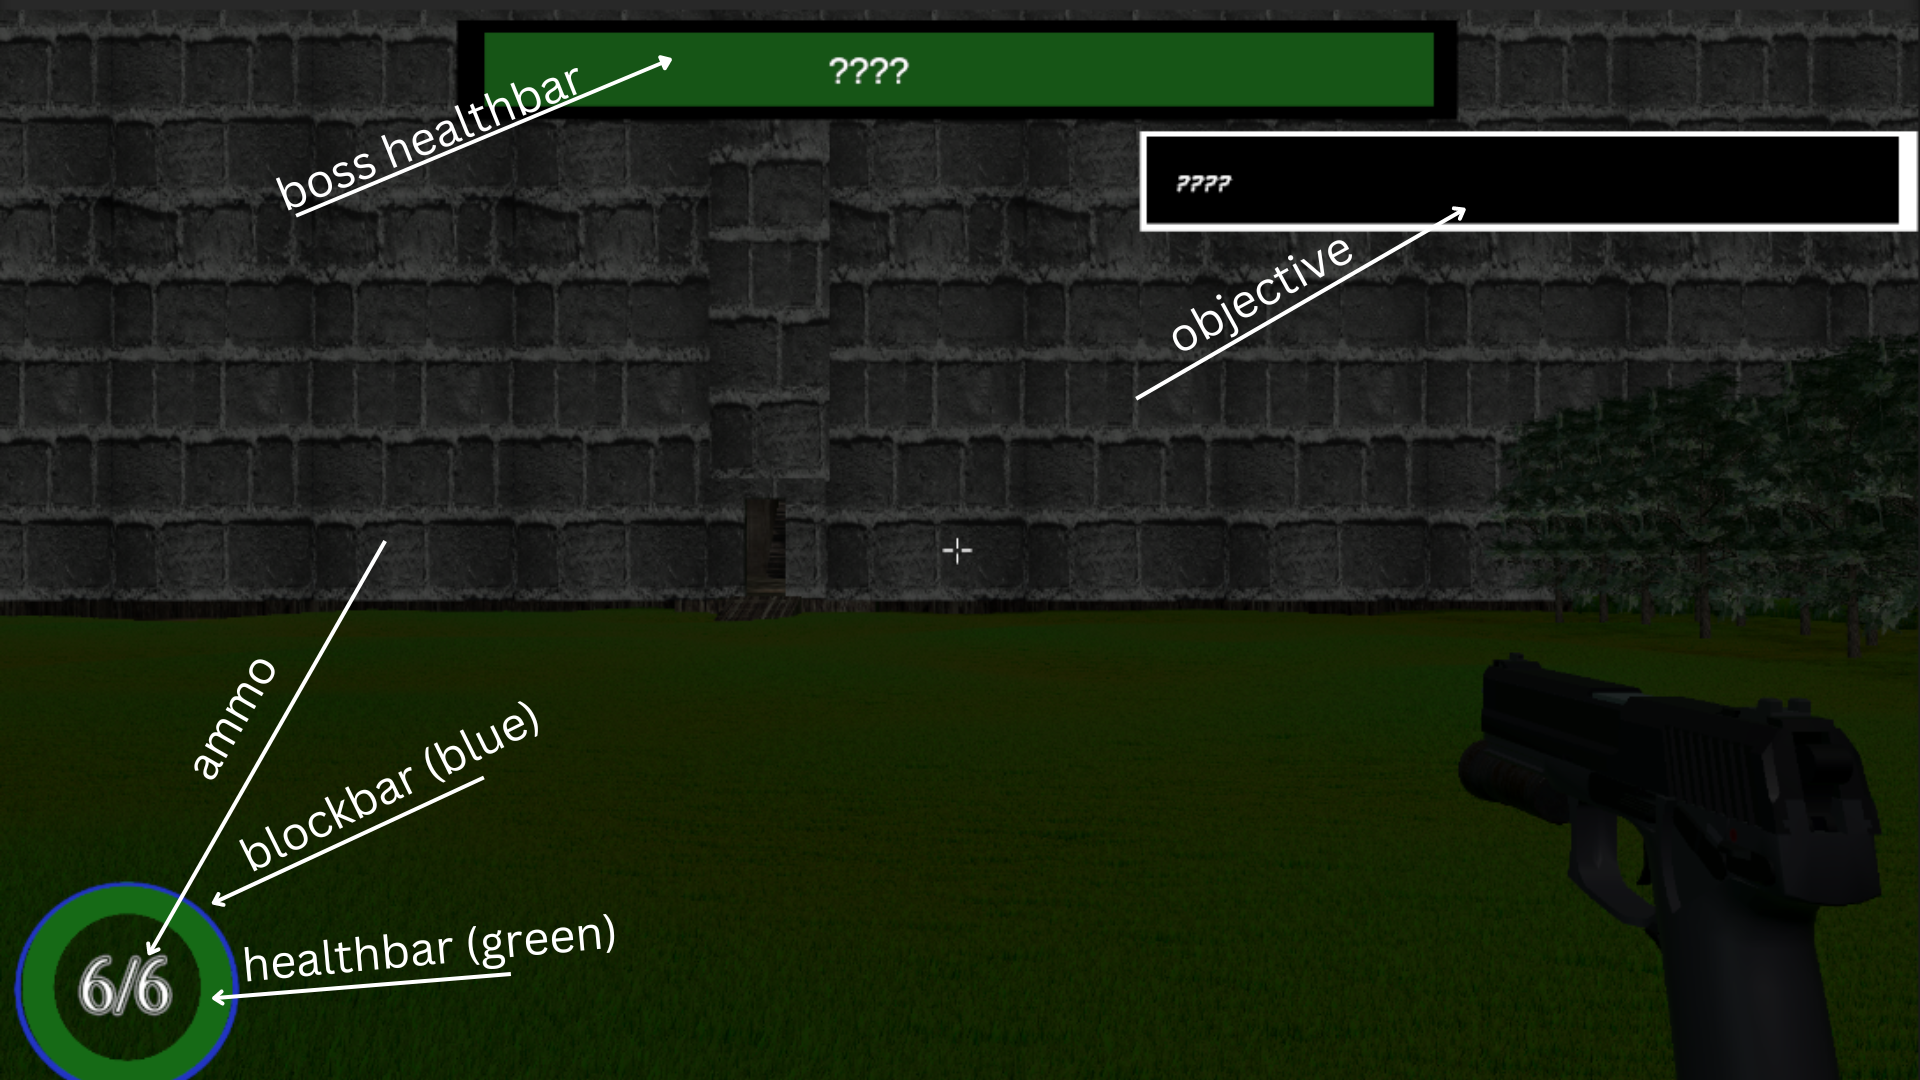 ????
boss healthbar
????
objective
ammo
blockbar (blue)
healthbar (green)
6/6